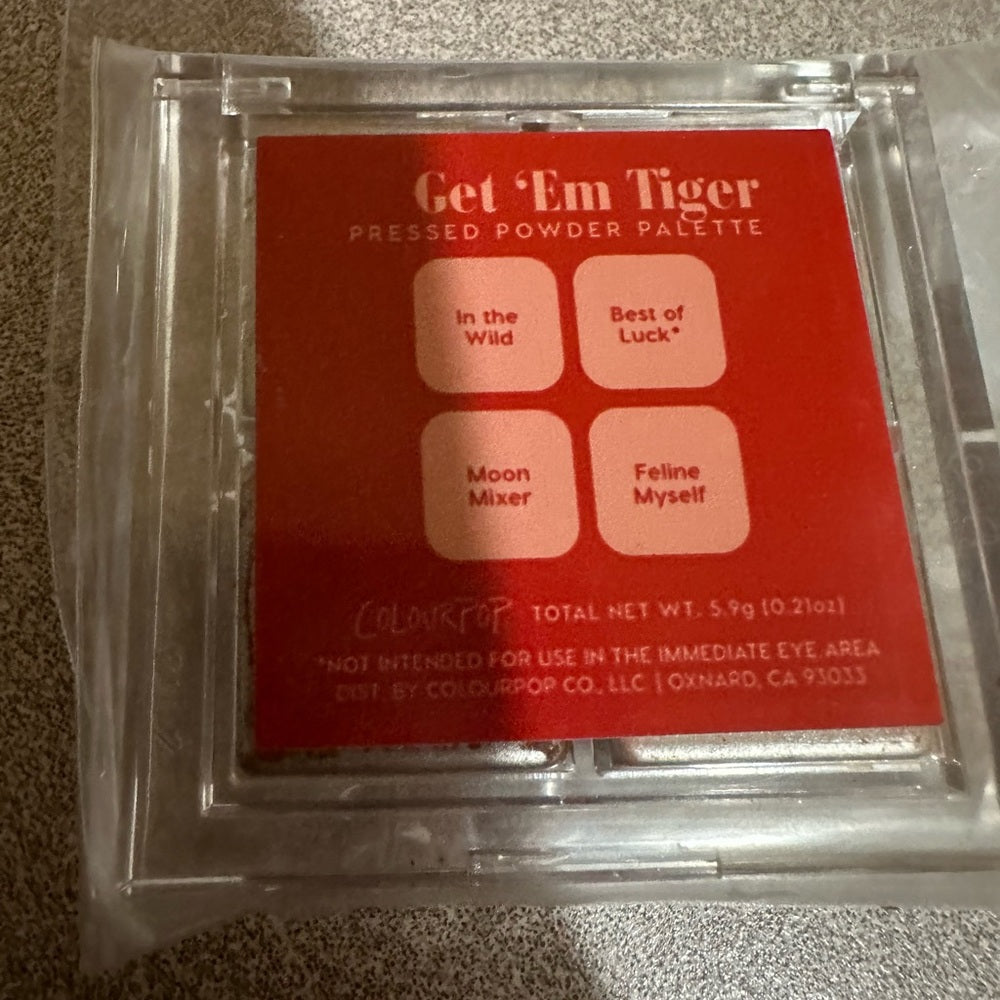 Get ‘Em Tiger
PRESSED POWDER PALETTE
In the
Wild
Best of
Luck*
Moon
Mixer
Feline
Myself
COLOURPOP TOTAL NET WT. 5.9g (0.21oz)
*NOT INTENDED FOR USE IN THE IMMEDIATE EYE AREA
DIST. BY COLOURPOP CO., LLC | OXNARD, CA 93033